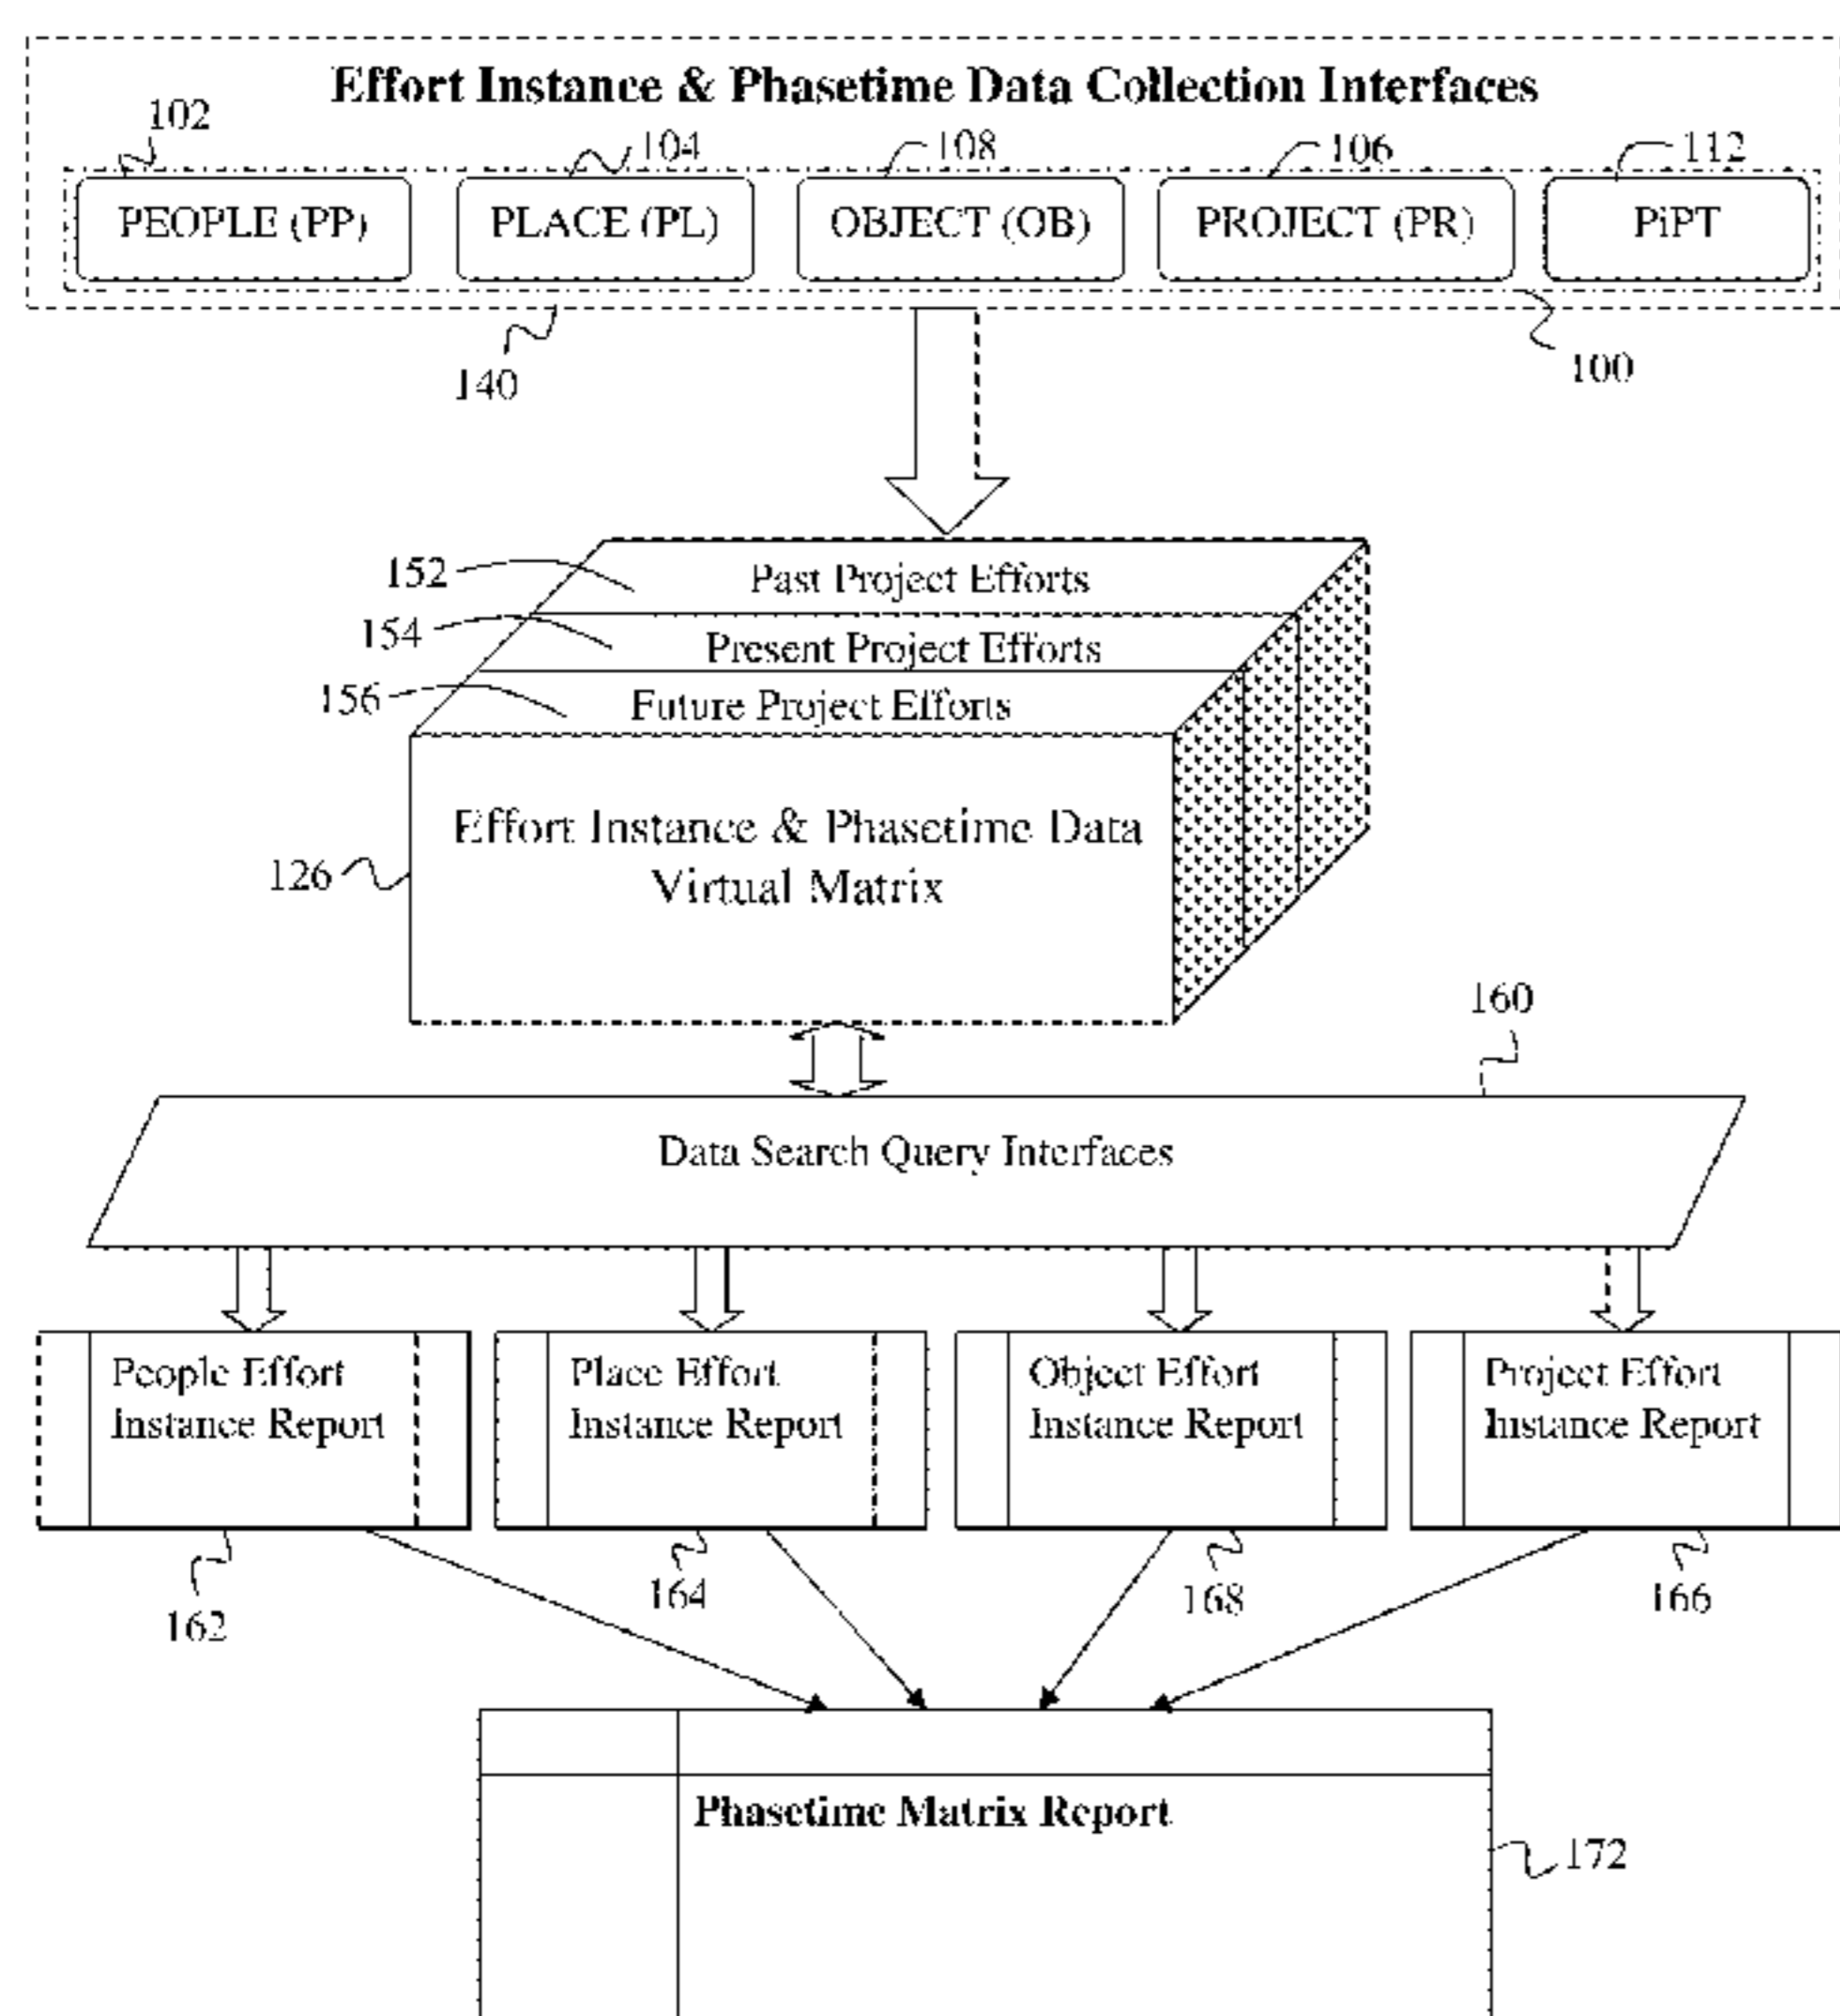 Effort Instance & Phasetime Data Collection Interfaces
102
104
108
106
112
PEOPLE (PP)
PLACE (PL)
OBJECT (OB)
PROJECT (PR)
PiPT
140
100
152
Past Project Efforts
154
Present Project Efforts
156
Future Project Efforts
Effort Instance & Phasetime Data
Virtual Matrix
126
160
Data Search Query Interfaces
People Effort
Instance Report
Place Effort
Instance Report
Object Effort
Instance Report
Project Effort
Instance Report
162
164
168
166
Phasetime Matrix Report
172